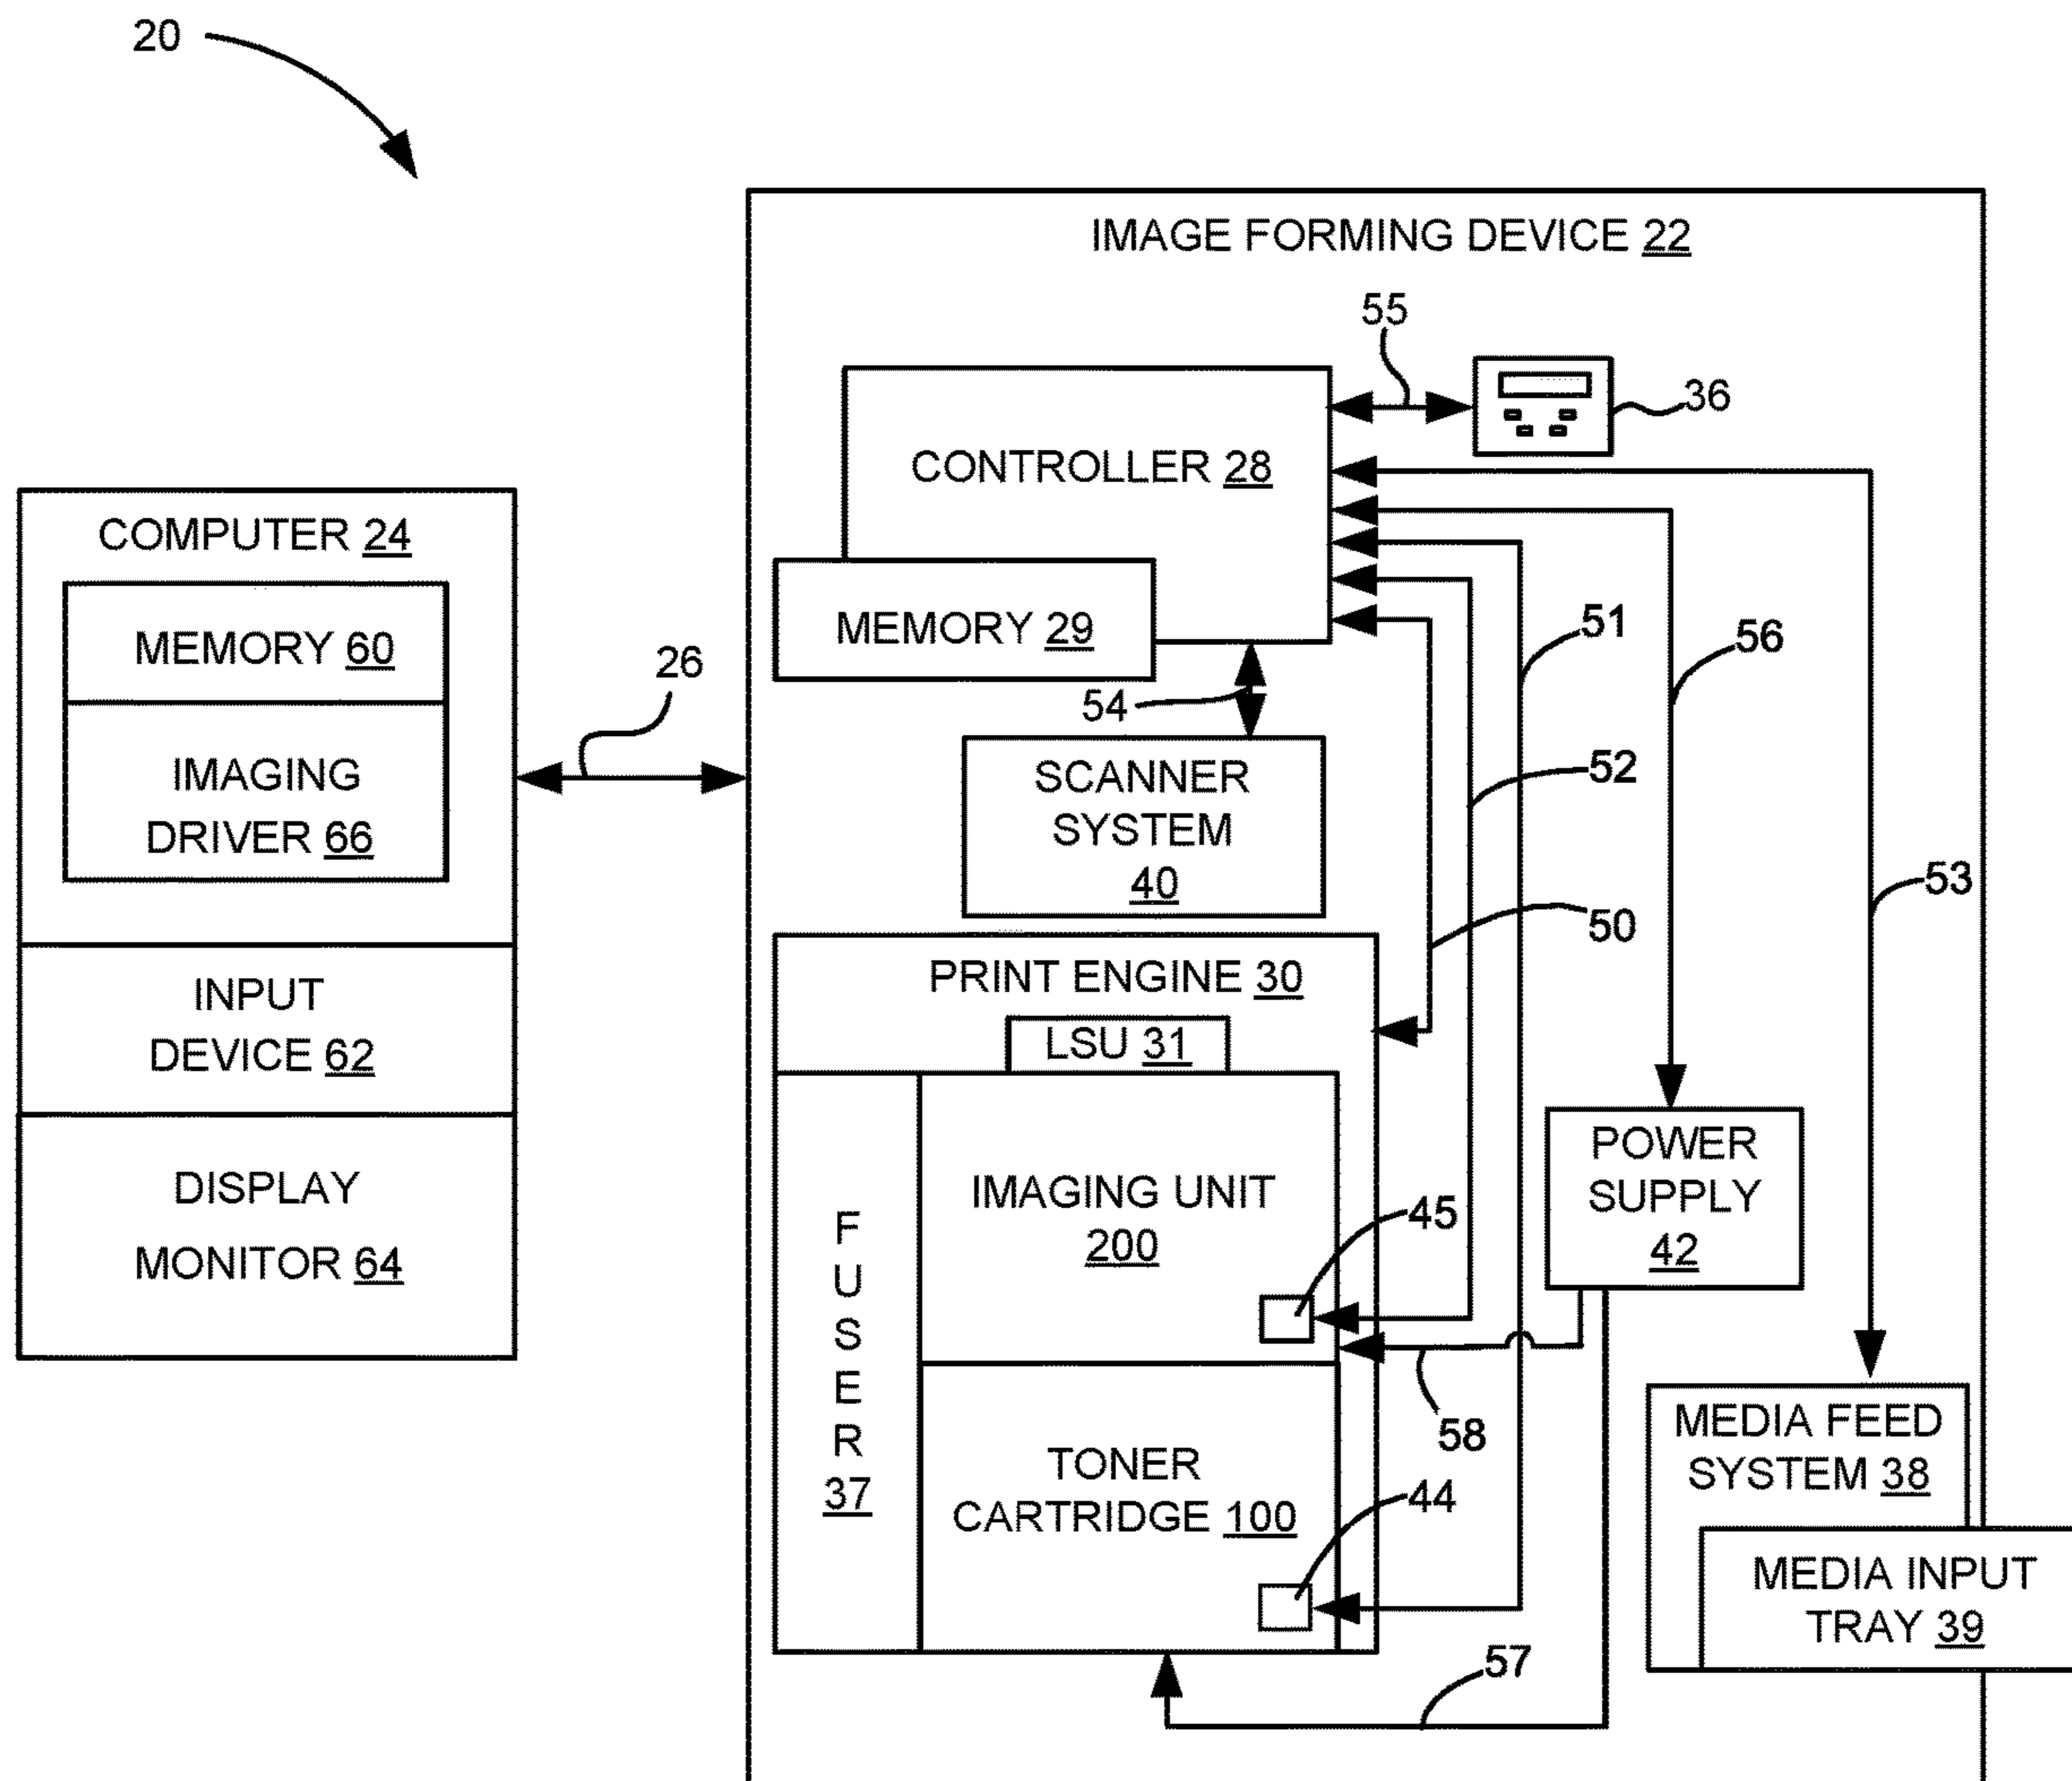 20
IMAGE FORMING DEVICE 22
55
36
CONTROLLER 28
MEMORY 29
54
SCANNER
SYSTEM
40
COMPUTER 24
MEMORY 60
IMAGING
DRIVER 66
INPUT
DEVICE 62
DISPLAY
MONITOR 64
26
51
56
52
53
50
PRINT ENGINE 30
LSU 31
FUSER
37
IMAGING UNIT
200
45
POWER
SUPPLY
42
58
TONER
CARTRIDGE 100
44
57
MEDIA FEED
SYSTEM 38
MEDIA INPUT
TRAY 39